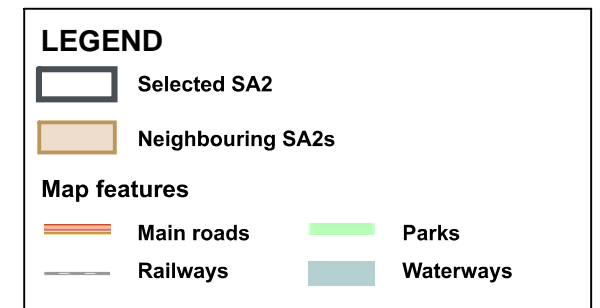 LEGEND
Selected SA2
Neighbouring SA2s
Map features
Main roads
Parks
Railways
Waterways